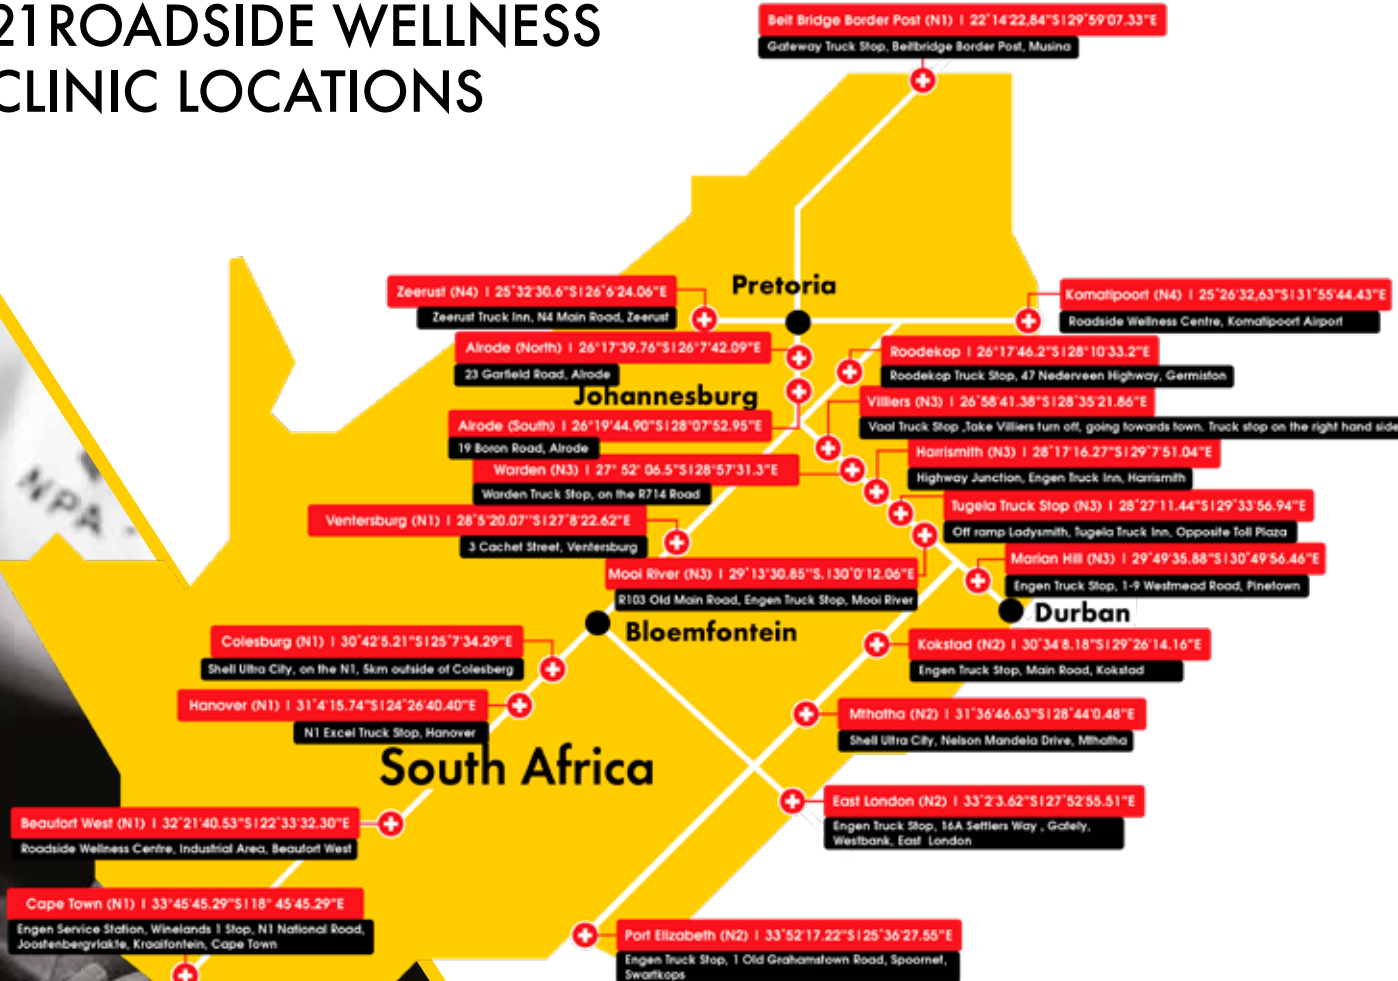 21ROADSIDE WELLNESS
CLINIC LOCATIONS
Beit Bridge Border Post (N1) | 22°14'22,84"S|29°59'07.33"E
Gateway Truck Stop, Beitbridge Border Post, Musina
Pretoria
Zeerust (N4) | 25°32'30.6"S|26°6'24.06"E
Zeerust Truck Inn, N4 Main Road, Zeerust
Komatipoort (N4) | 25°26'32,63"S|31°55'44.43"E
Roadside Wellness Centre, Komatipoort Airport
Alrode (North) | 26°17'39.76"S|26°7'42.09"E
23 Garfield Road, Alrode
Roodekop | 26°17'46.2"S|28°10'33.2"E
Roodekop Truck Stop, 47 Nederveen Highway, Germiston
Johannesburg
Villiers (N3) | 26°58'41.38"S|28°35'21.86"E
Vaal Truck Stop ,Take Villiers turn off, going towards town. Truck stop on the right hand side
Alrode (South) | 26°19'44.90"S|28°07'52.95"E
19 Boron Road, Alrode
Harrismith (N3) | 28°17'16.27"S|29°7'51.04"E
Highway Junction, Engen Truck Inn, Harrismith
Warden (N3) | 27° 52' 06.5"S|28°57'31.3"E
Warden Truck Stop, on the R714 Road
Tugela Truck Stop (N3) | 28°27'11.44"S|29°33'56.94"E
Off ramp Ladysmith, Tugela Truck Inn, Opposite Toll Plaza
Ventersburg (N1) | 28°5'20.07"S|27°8'22.62"E
3 Cachet Street, Ventersburg
Marian Hill (N3) | 29°49'35.88"S|30°49'56.46"E
Engen Truck Stop, 1-9 Westmead Road, Pinetown
Mooi River (N3) | 29°13'30.85"S.|30°0'12.06"E
R103 Old Main Road, Engen Truck Stop, Mooi River
Durban
Bloemfontein
Colesburg (N1) | 30°42'5.21"S|25°7'34.29"E
Shell Ultra City, on the N1, 5km outside of Colesberg
Kokstad (N2) | 30°34'8.18"S|29°26'14.16"E
Engen Truck Stop, Main Road, Kokstad
Hanover (N1) | 31°4'15.74"S|24°26'40.40"E
N1 Excel Truck Stop, Hanover
Mthatha (N2) | 31°36'46.63"S|28°44'0.48"E
Shell Ultra City, Nelson Mandela Drive, Mthatha
South Africa
East London (N2) | 33°2'3.62"S|27°52'55.51"E
Engen Truck Stop, 16A Settlers Way , Gately,
Westbank, East London
Beaufort West (N1) | 32°21'40.53"S|22°33'32.30"E
Roadside Wellness Centre, Industrial Area, Beaufort West
Cape Town (N1) | 33°45'45.29"S|18° 45'45.29"E
Engen Service Station, Winelands 1 Stop, N1 National Road,
Joostenbergvlakte, Kraaifontein, Cape Town
Port Elizabeth (N2) | 33°52'17.22"S|25°36'27.55"E
Engen Truck Stop, 1 Old Grahamstown Road, Spoornet,
Swartkops
NPA